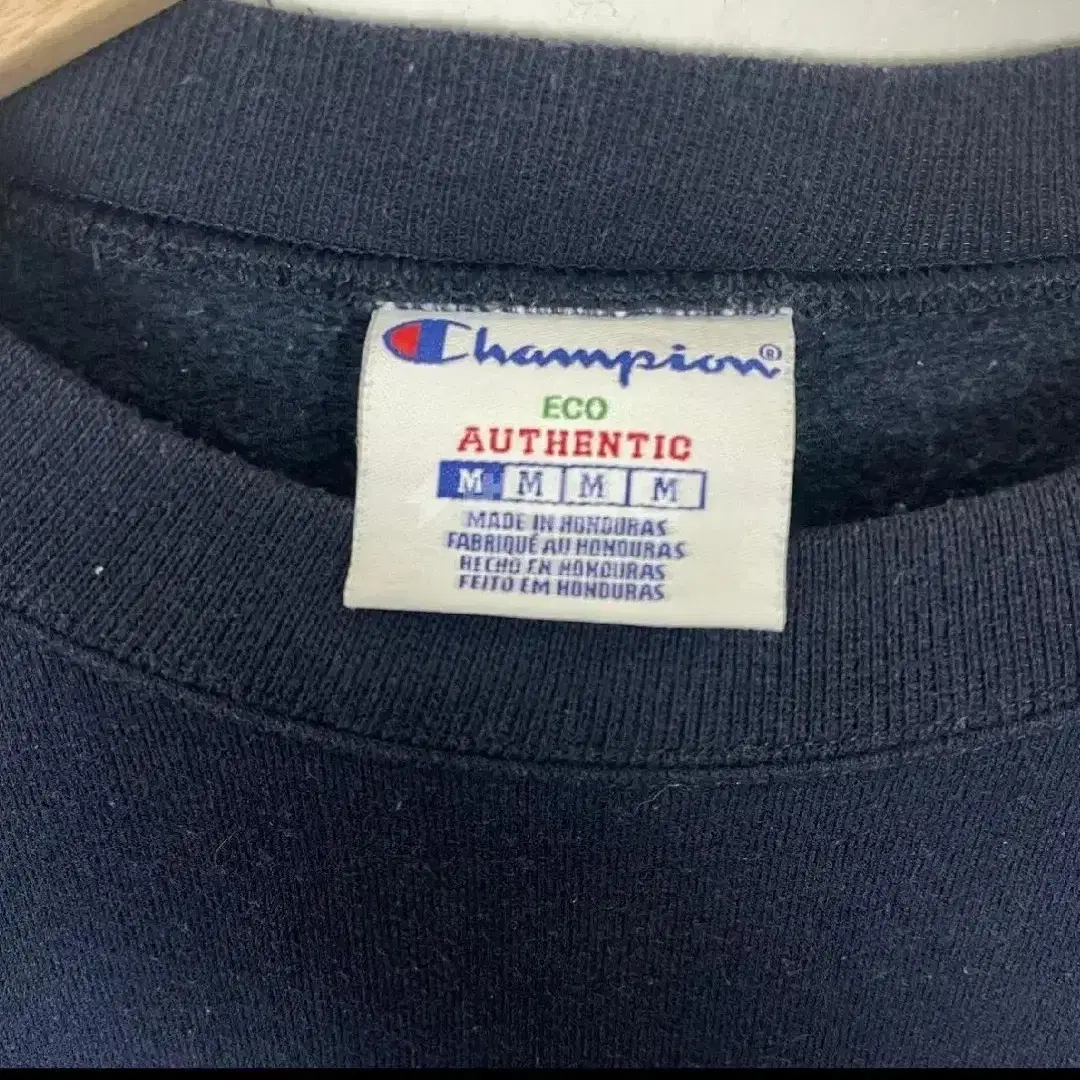 Champion®
ECO
AUTHENTIC
M M M M
MADE IN HONDURAS
FABRIQUÉ AU HONDURAS
HECHO EN HONDURAS
FEITO EM HONDURAS